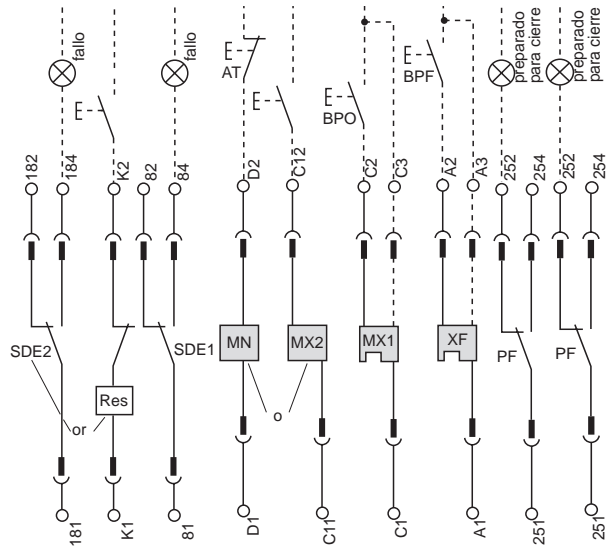 fallo
fallo
AT
BPO
BPF
preparado
para cierre
preparado
para cierre
182
184
K2
82
84
D2
C12
C2
C3
A2
A3
252
254
252
254
SDE2
SDE1
MN
MX2
MX1
XF
PF
PF
Res
or
o
181
K1
81
D1
C11
C1
A1
251
251